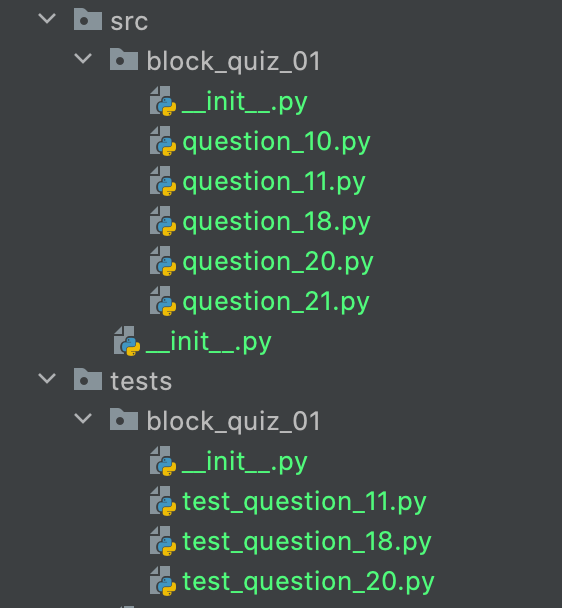 src
block_quiz_01
__init__.py
question_10.py
question_11.py
question_18.py
question_20.py
question_21.py
__init__.py
tests
block_quiz_01
__init__.py
test_question_11.py
test_question_18.py
test_question_20.py